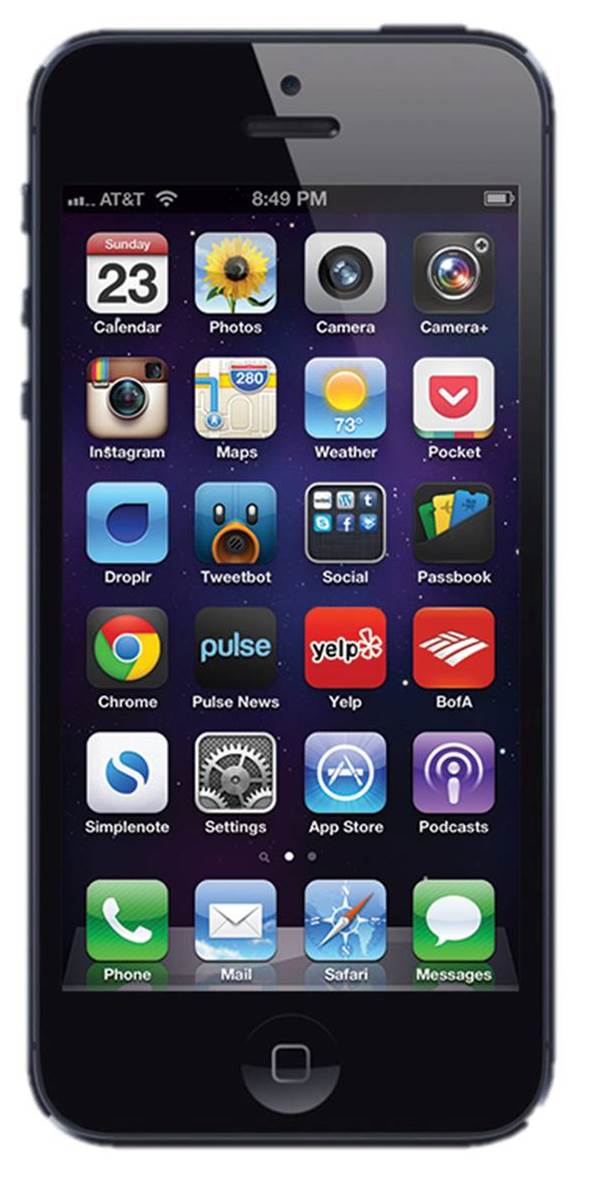 AT&T 8:49 PM
Sunday
23
Calendar Photos Camera Camera+
280
73°
Instagram Maps Weather Pocket
Droplr Tweetbot Social Passbook
pulse yelp
Chrome Pulse News Yelp BofA
Simplenote Settings App Store Podcasts
N
Phone Mail Safari Messages